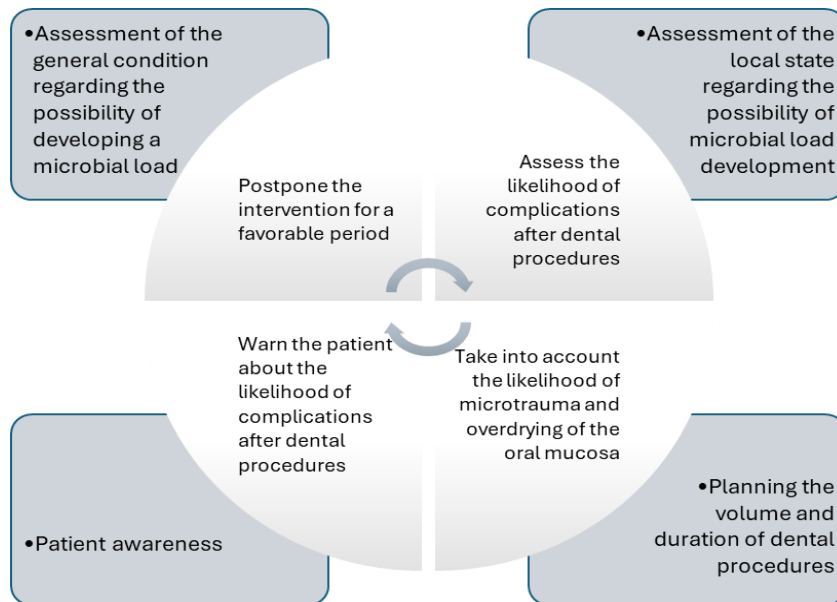 •Assessment of the
general condition
regarding the
possibility of
developing a
microbial load
•Assessment of the
local state
regarding the
possibility of
microbial load
development
Postpone the
intervention for a
favorable period
Assess the
likelihood of
complications
after dental
procedures
Warn the patient
about the
likelihood of
complications
after dental
procedures
Take into account
the likelihood of
microtrauma and
overdrying of the
oral mucosa
•Patient awareness
•Planning the
volume and
duration of dental
procedures